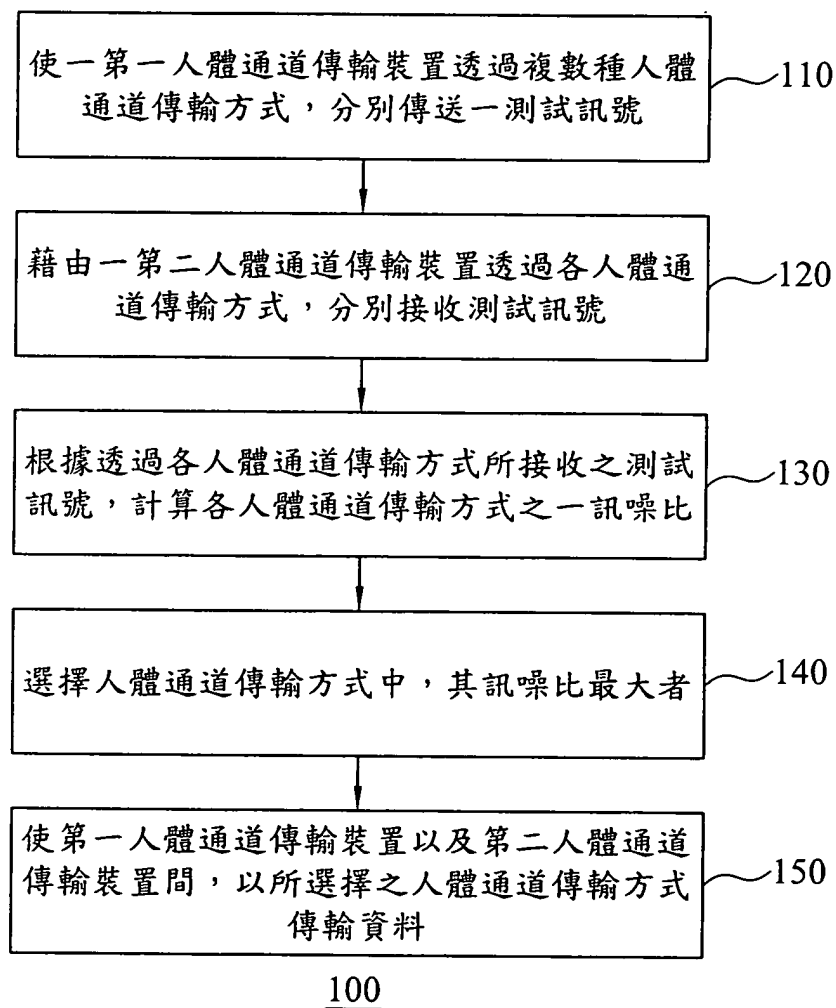 使一第一人體通道傳輸裝置透過複數種人體
通道傳輸方式，分別傳送一測試訊號
110
藉由一第二人體通道傳輸裝置透過各人體通
道傳輸方式，分別接收測試訊號
120
根據透過各人體通道傳輸方式所接收之測試
訊號，計算各人體通道傳輸方式之一訊噪比
130
選擇人體通道傳輸方式中，其訊噪比最大者
140
使第一人體通道傳輸裝置以及第二人體通道
傳輸裝置間，以所選擇之人體通道傳輸方式
傳輸資料
150
100